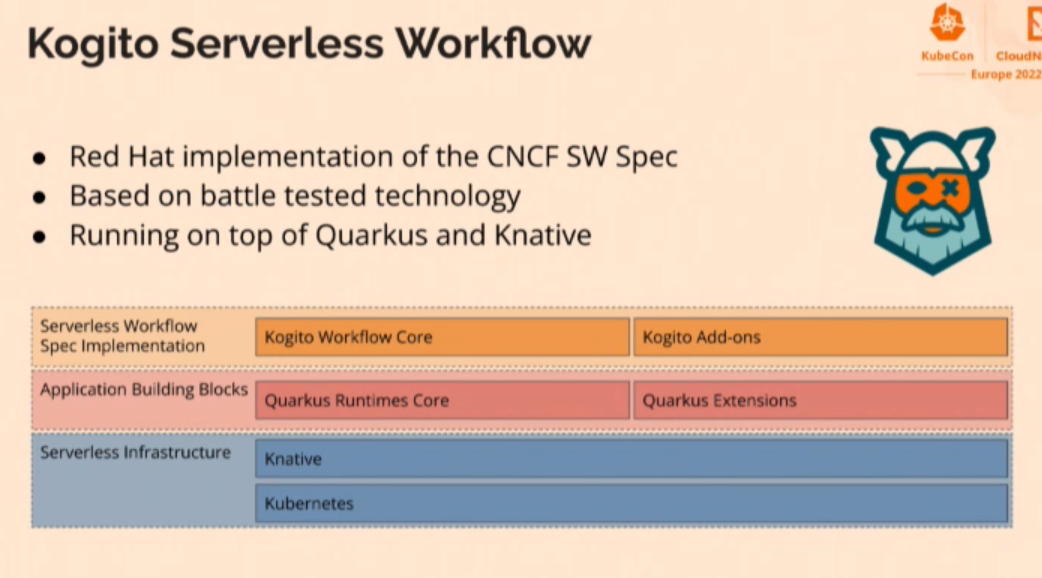 Kogito Serverless Workflow
KubeCon
Europe 2022
● Red Hat implementation of the CNCF SW Spec
● Based on battle tested technology
● Running on top of Quarkus and Knative
Serverless Workflow
Spec Implementation
Kogito Workflow Core
Kogito Add-ons
Application Building Blocks
Quarkus Runtimes Core
Quarkus Extensions
Serverless Infrastructure
Knative
Kubernetes